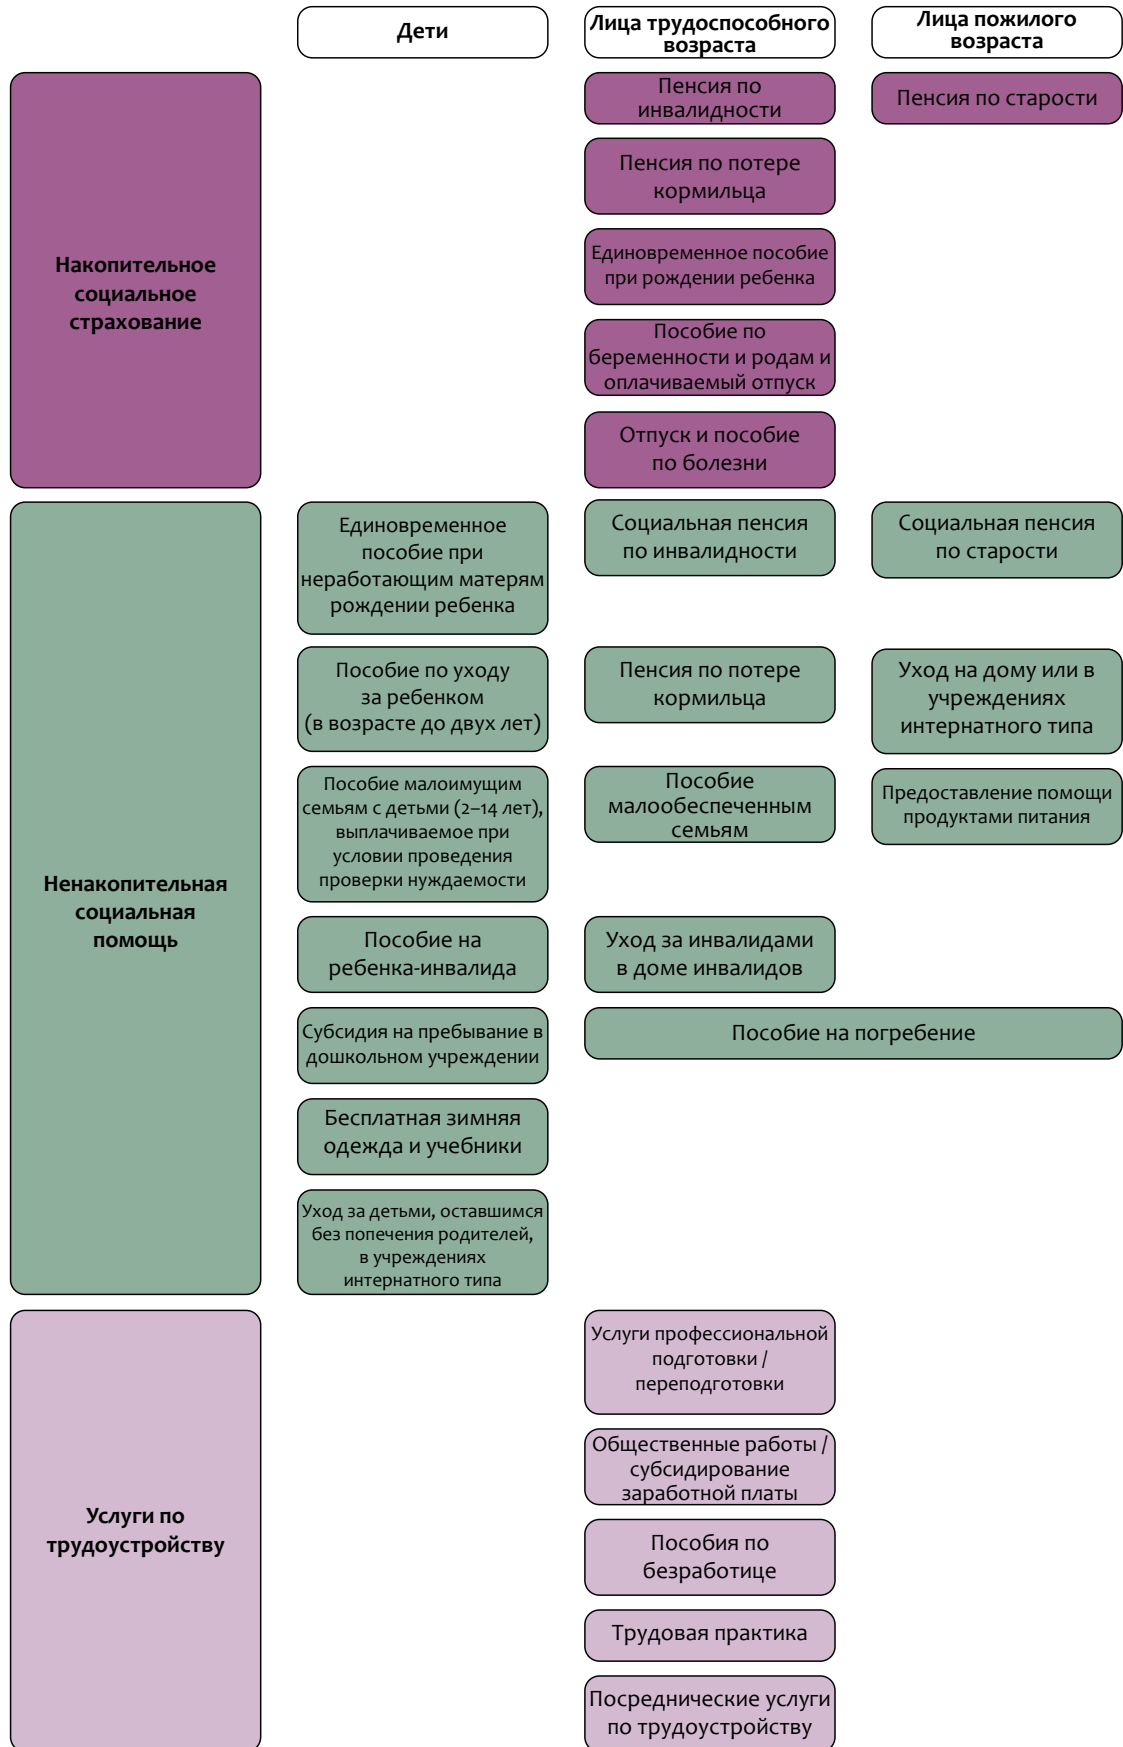 Дети
Лица трудоспособного
возраста
Лица пожилого
возраста
Накопительное
социальное
страхование
Пенсия по
инвалидности
Пенсия по старости
Пенсия по потере
кормильца
Единовременное пособие
при рождении ребенка
Пособие по
беременности и родам и
оплачиваемый отпуск
Отпуск и пособие
по болезни
Ненакопительная
социальная
помощь
Единовременное
пособие при
неработающим матерям
рождении ребенка
Социальная пенсия
по инвалидности
Социальная пенсия
по старости
Пособие по уходу
за ребенком
(в возрасте до двух лет)
Пенсия по потере
кормильца
Уход на дому или в
учреждениях
интернатного типа
Пособие малоимущим
семьям с детьми (2–14 лет),
выплачиваемое при
условии проведения
проверки нуждаемости
Пособие
малообеспеченным
семьям
Предоставление помощи
продуктами питания
Пособие на
ребенка-инвалида
Уход за инвалидами
в доме инвалидов
Субсидия на пребывание в
дошкольном учреждении
Пособие на погребение
Бесплатная зимняя
одежда и учебники
Уход за детьми, оставшимся
без попечения родителей,
в учреждениях
интернатного типа
Услуги по
трудоустройству
Услуги профессиональной
подготовки /
переподготовки
Общественные работы /
субсидирование
заработной платы
Пособия по
безработице
Трудовая практика
Посреднические услуги
по трудоустройству